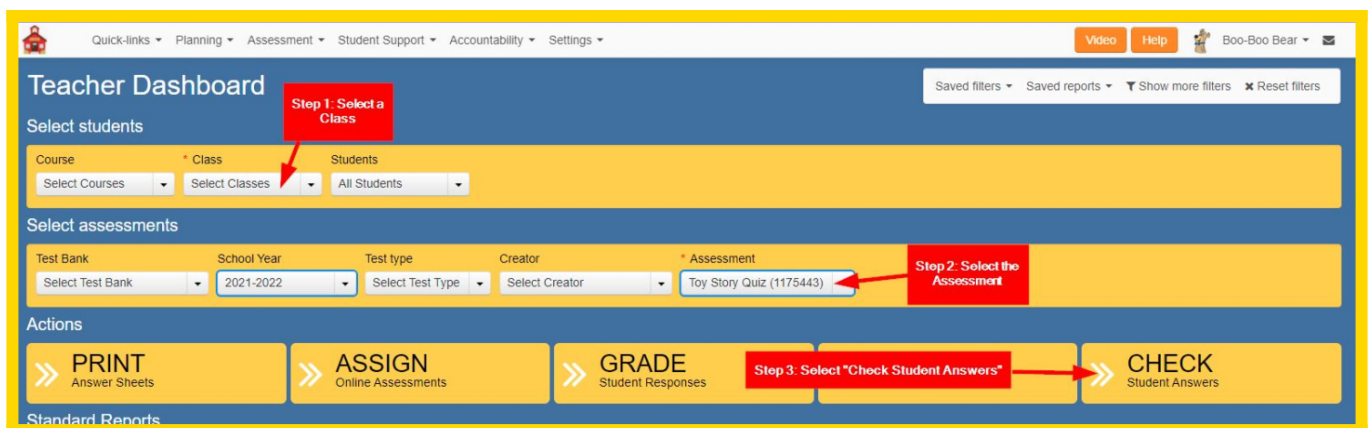 Quick-links Planning Assessment Student Support Accountability Settings Video Help Boo-Boo Bear
Teacher Dashboard
Saved filters Saved reports Show more filters Reset filters
Step 1: Select a
Class
Select students
Course * Class Students
Select Courses Select Classes All Students
Select assessments
Test Bank School Year Test type Creator * Assessment
Select Test Bank 2021-2022 Select Test Type Select Creator Toy Story Quiz (1175443)
Step 2: Select the
Assessment
Actions
PRINT
Answer Sheets
ASSIGN
Online Assessments
GRADE
Student Responses
Step 3: Select "Check Student Answers"
CHECK
Student Answers
Standard Reports